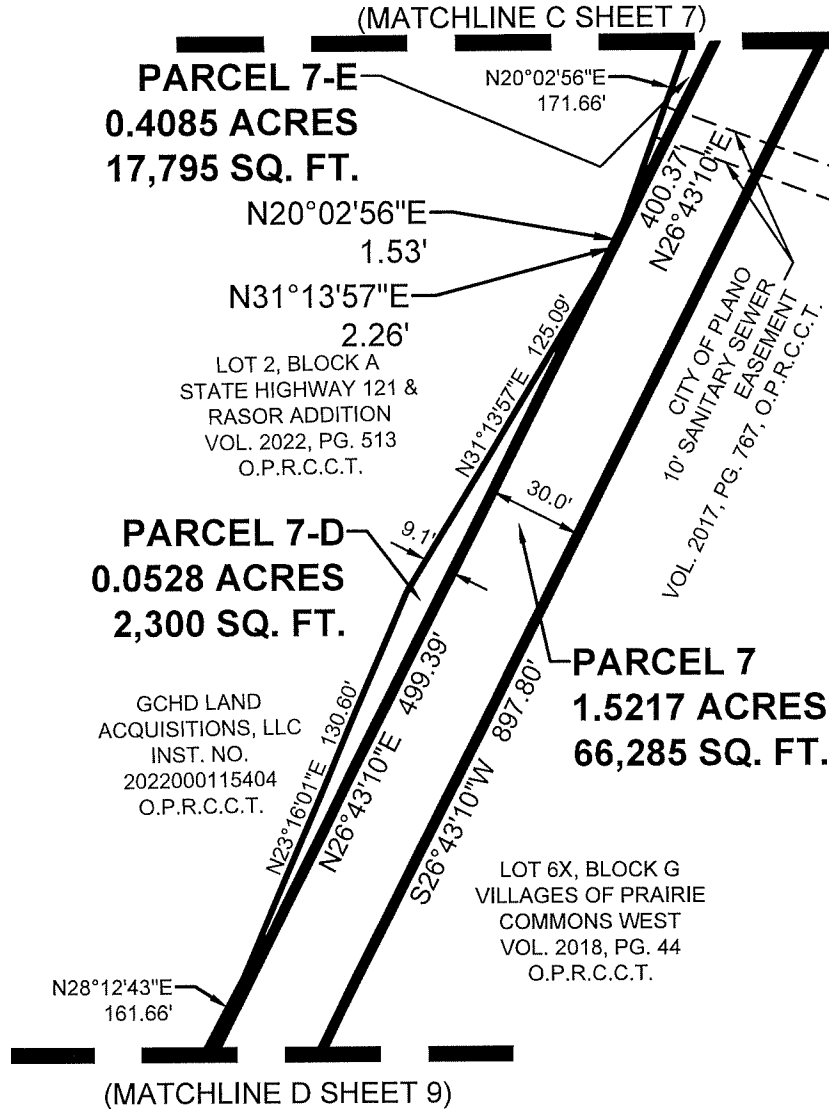 (MATCHLINE C SHEET 7)
PARCEL 7-E
0.4085 ACRES
17,795 SQ. FT.
N20°02'56"E
171.66'
N20°02'56"E
1.53'
N31°13'57"E
2.26'
400.37'
N26°43'10"E
CITY OF PLANO
10' SANITARY SEWER
EASEMENT
VOL. 2017, PG. 767, O.P.R.C.C.T.
LOT 2, BLOCK A
STATE HIGHWAY 121 &
RASOR ADDITION
VOL. 2022, PG. 513
O.P.R.C.C.T.
N31°13'57"E 125.09'
30.0'
9.1'
PARCEL 7-D
0.0528 ACRES
2,300 SQ. FT.
PARCEL 7
1.5217 ACRES
66,285 SQ. FT.
GCHD LAND
ACQUISITIONS, LLC
INST. NO.
2022000115404
O.P.R.C.C.T.
N23°16'01"E 130.60'
N26°43'10"E 499.39'
S26°43'10"W 897.80'
LOT 6X, BLOCK G
VILLAGES OF PRAIRIE
COMMONS WEST
VOL. 2018, PG. 44
O.P.R.C.C.T.
N28°12'43"E
161.66'
(MATCHLINE D SHEET 9)